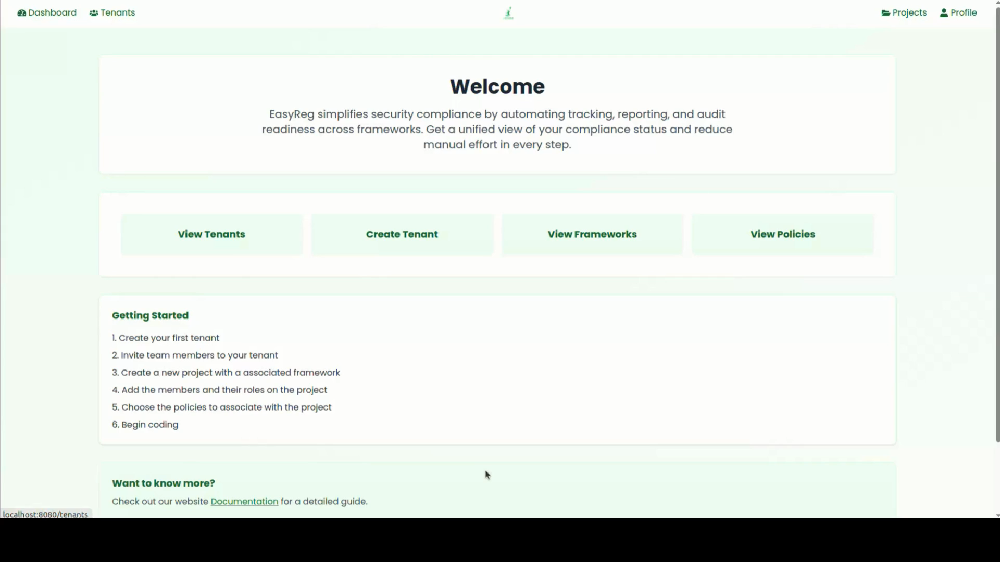 Dashboard Tenants Projects Profile
Welcome
EasyReg simplifies security compliance by automating tracking, reporting, and audit
readiness across frameworks. Get a unified view of your compliance status and reduce
manual effort in every step.
View Tenants Create Tenant View Frameworks View Policies
Getting Started
1. Create your first tenant
2. Invite team members to your tenant
3. Create a new project with a associated framework
4. Add the members and their roles on the project
5. Choose the policies to associate with the project
6. Begin coding
Want to know more?
Check out our website Documentation for a detailed guide.
localhost:8080/tenants